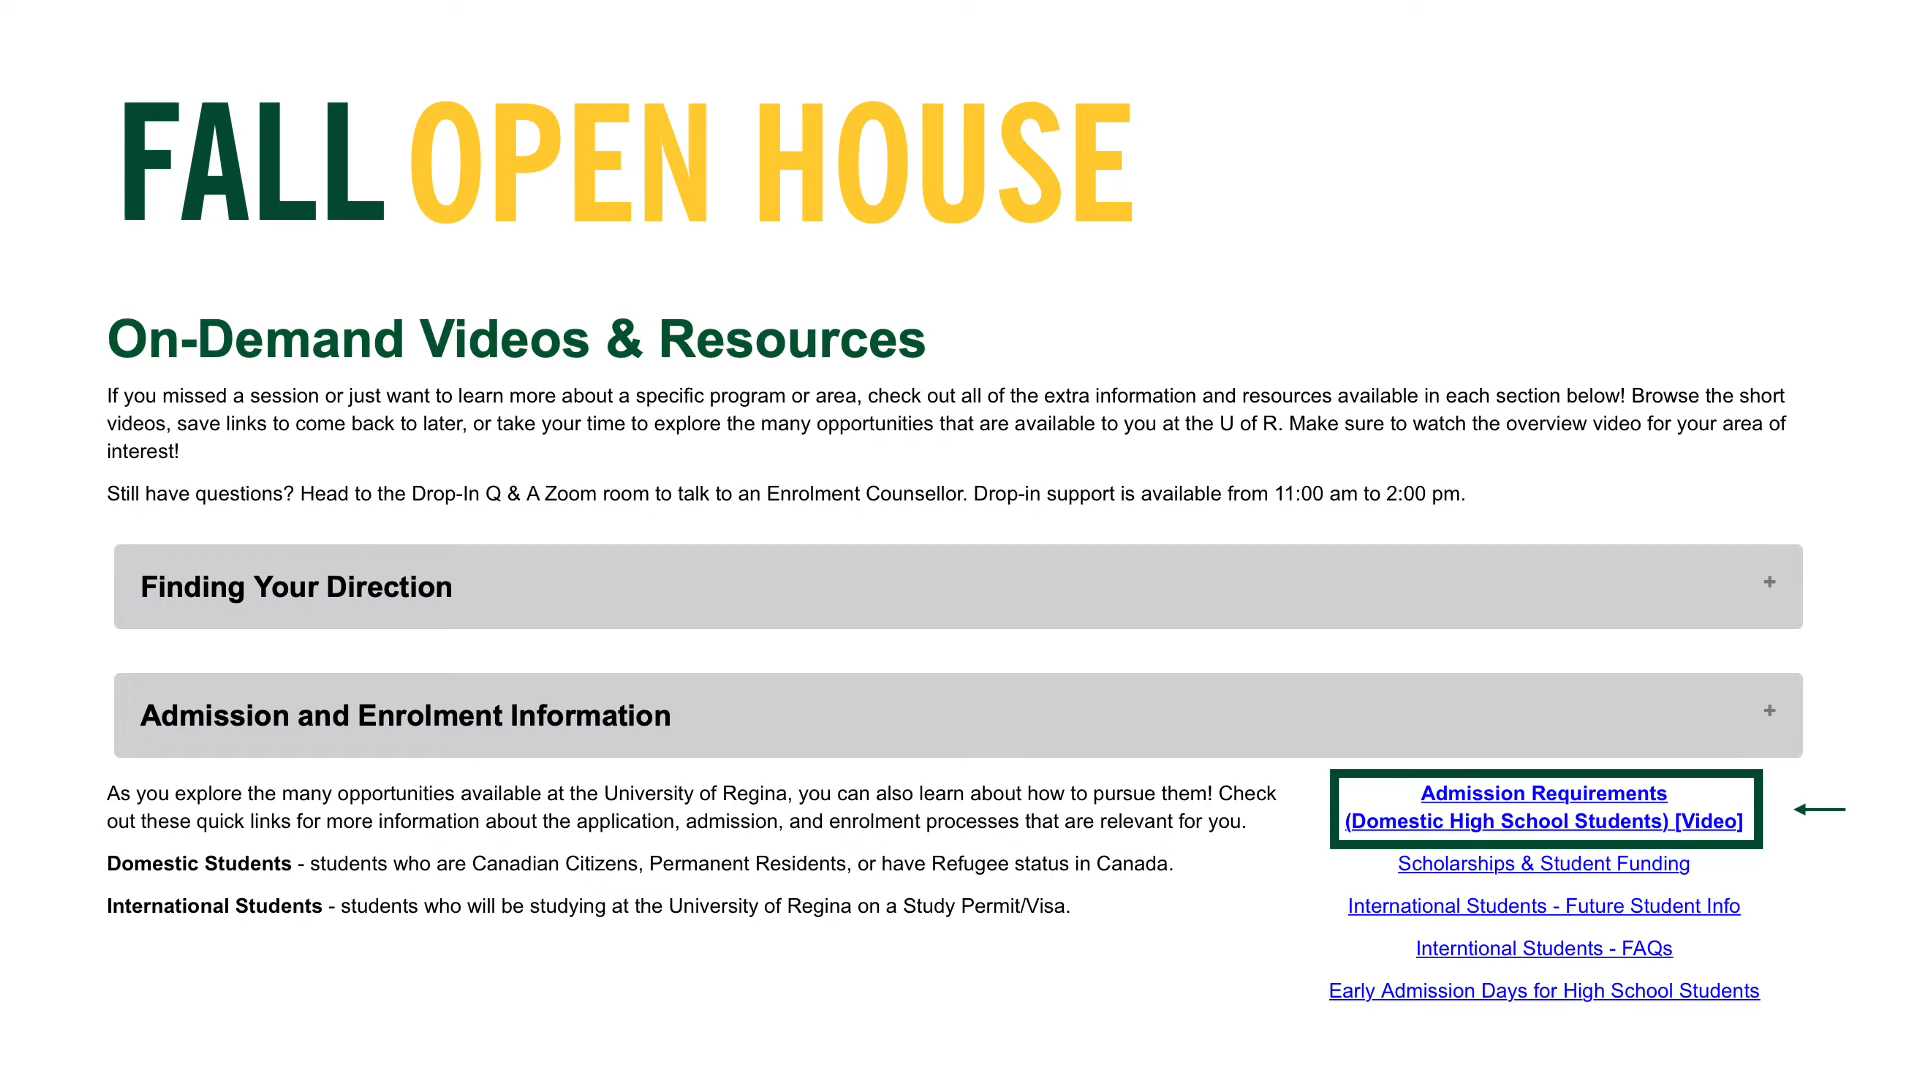 FALL OPEN HOUSE
On-Demand Videos & Resources
If you missed a session or just want to learn more about a specific program or area, check out all of the extra information and resources available in each section below! Browse the short
videos, save links to come back to later, or take your time to explore the many opportunities that are available to you at the U of R. Make sure to watch the overview video for your area of
interest!
Still have questions? Head to the Drop-In Q & A Zoom room to talk to an Enrolment Counsellor. Drop-in support is available from 11:00 am to 2:00 pm.
Finding Your Direction +
Admission and Enrolment Information +
As you explore the many opportunities available at the University of Regina, you can also learn about how to pursue them! Check
out these quick links for more information about the application, admission, and enrolment processes that are relevant for you.
Domestic Students - students who are Canadian Citizens, Permanent Residents, or have Refugee status in Canada.
International Students - students who will be studying at the University of Regina on a Study Permit/Visa.
Admission Requirements
(Domestic High School Students) [Video]
Scholarships & Student Funding
International Students - Future Student Info
Interntional Students - FAQs
Early Admission Days for High School Students